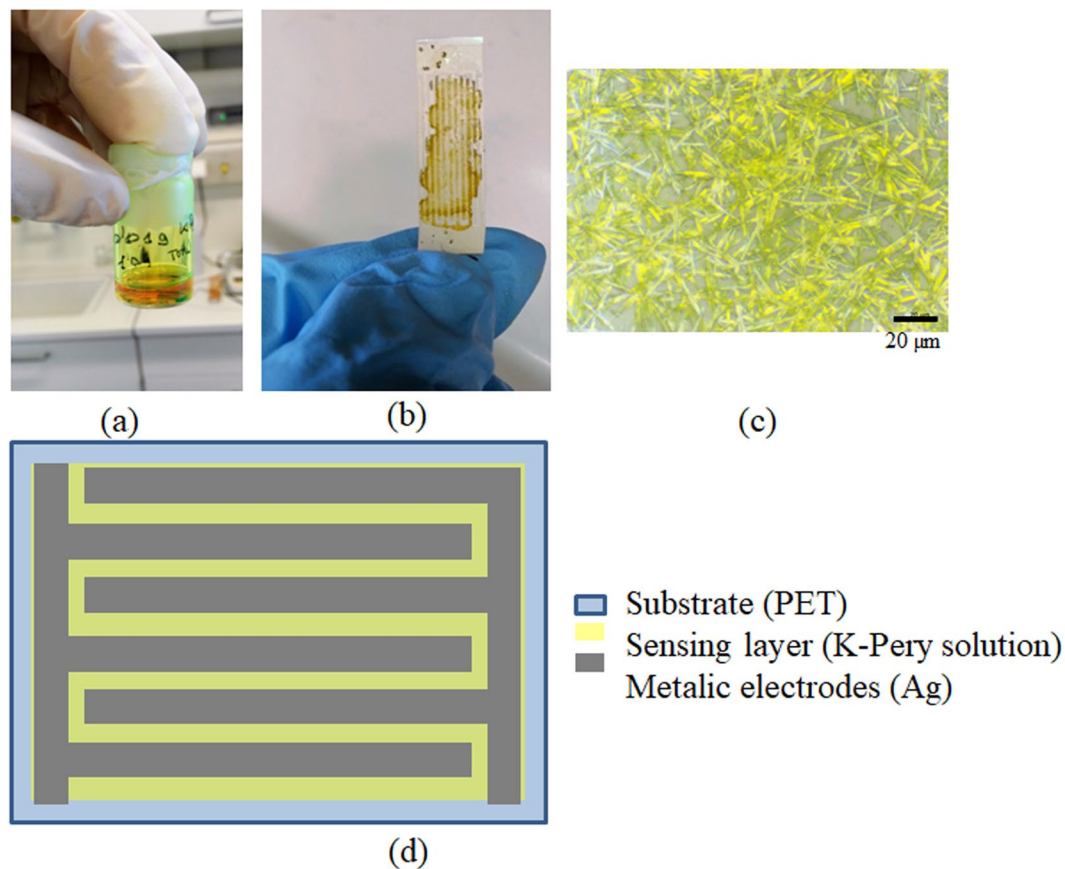 20 μm
(a)
(b)
(c)
Substrate (PET)
Sensing layer (K-Pery solution)
Metalic electrodes (Ag)
(d)